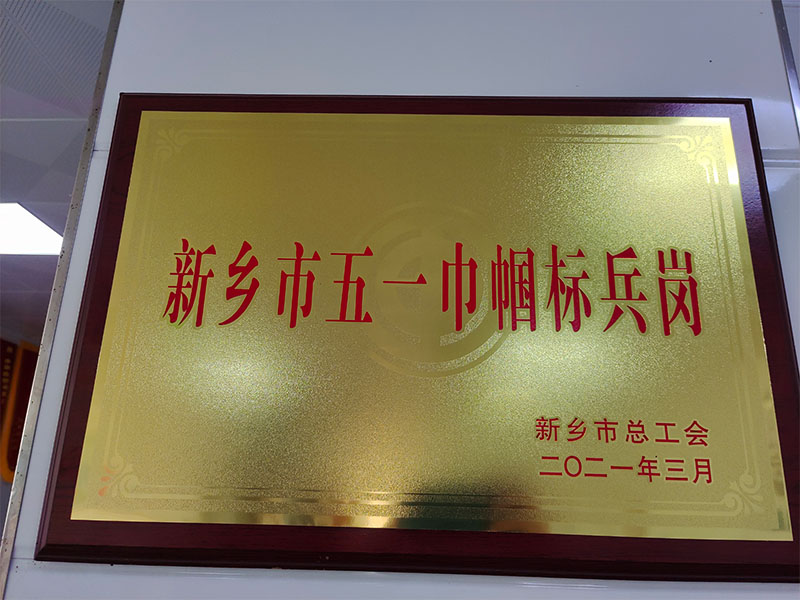 新乡市五一巾帼标兵岗
新乡市总工会
二〇二一年三月